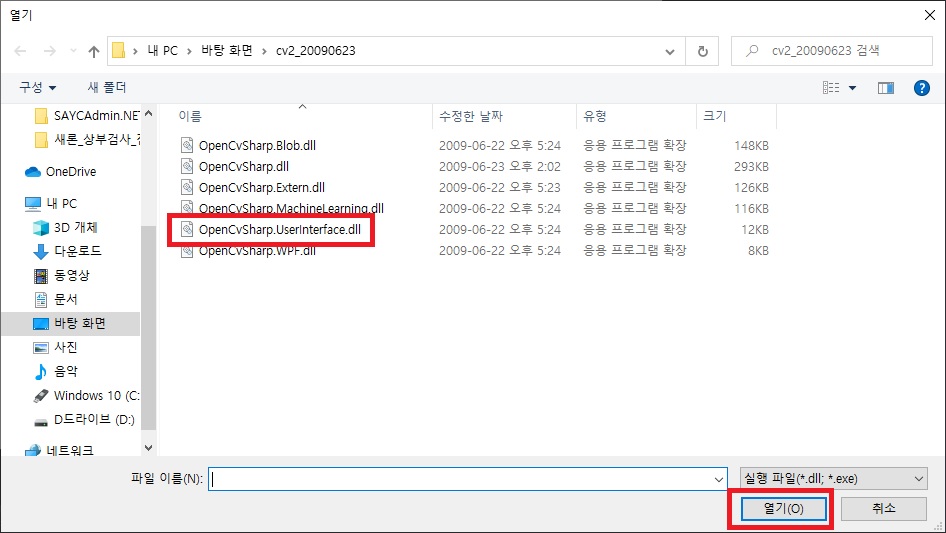 열기
내 PC > 바탕 화면 > cv2_20090623
cv2_20090623 검색
구성
새 폴더
SAYCAdmin.NE
새론_상부검사_
OneDrive
내 PC
3D 개체
다운로드
동영상
문서
바탕 화면
사진
음악
Windows 10 (C:
D드라이브 (D:)
네트워크
이름 수정한 날짜 유형 크기
OpenCvSharp.Blob.dll 2009-06-22 오후 5:24 응용 프로그램 확장 148KB
OpenCvSharp.dll 2009-06-23 오후 2:02 응용 프로그램 확장 293KB
OpenCvSharp.Extern.dll 2009-06-22 오후 5:23 응용 프로그램 확장 126KB
OpenCvSharp.MachineLearning.dll 2009-06-22 오후 5:24 응용 프로그램 확장 116KB
OpenCvSharp.UserInterface.dll 2009-06-22 오후 5:24 응용 프로그램 확장 12KB
OpenCvSharp.WPF.dll 2009-06-22 오후 5:24 응용 프로그램 확장 8KB
파일 이름(N):
실행 파일(*.dll; *.exe)
열기(O)
취소